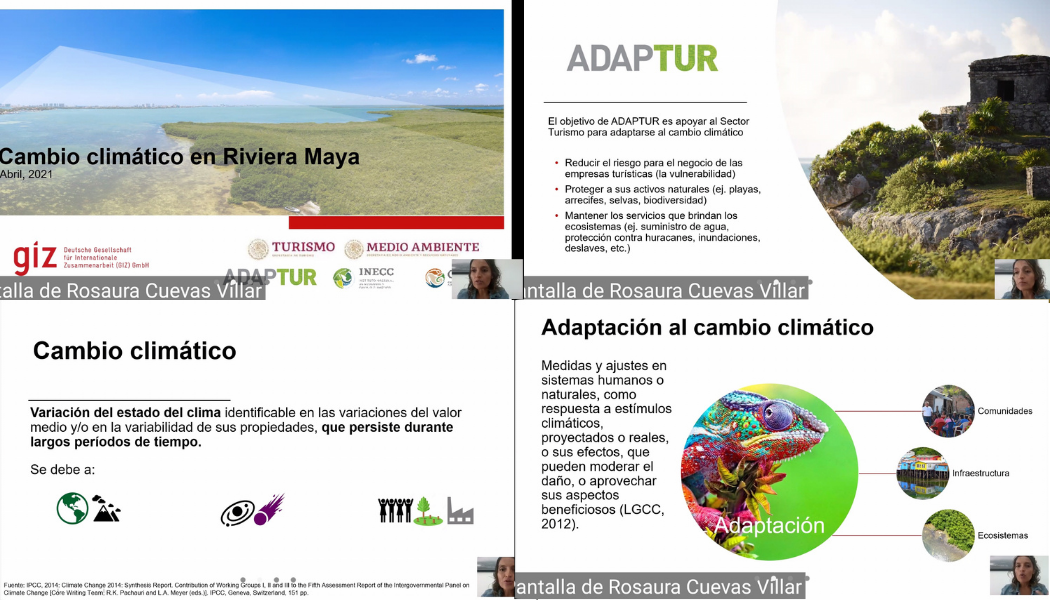 Cambio climático en Riviera Maya
Abril, 2021
giz
Deutsche Gesellschaft
für Internationale
Zusammenarbeit (GIZ) GmbH
TURISMO
MEDIO AMBIENTE
ADAPTUR
INECC
talla de Rosaura Cuevas Villar
ADAPTUR
El objetivo de ADAPTUR es apoyar al Sector
Turismo para adaptarse al cambio climático
• Reducir el riesgo para el negocio de las
empresas turísticas (la vulnerabilidad)
• Proteger a sus activos naturales (ej. playas,
arrecifes, selvas, biodiversidad)
• Mantener los servicios que brindan los
ecosistemas (ej. suministro de agua,
protección contra huracanes, inundaciones,
deslaves, etc.)
antalla de Rosaura Cuevas Villar
Cambio climático
Variación del estado del clima identificable en las variaciones del valor
medio y/o en la variabilidad de sus propiedades, que persiste durante
largos períodos de tiempo.
Se debe a:
Fuente: IPCC, 2014: Climate Change 2014: Synthesis Report. Contribution of Working Groups I, II and III to the Fifth Assessment Report of the Intergovernmental Panel on
Climate Change [Core Writing Team; R.K. Pachauri and L.A. Meyer (eds.)]. IPCC, Geneva, Switzerland, 151 pp.
Adaptación al cambio climático
Medidas y ajustes en
sistemas humanos o
naturales, como
respuesta a estímulos
climáticos,
proyectados o reales,
o sus efectos, que
pueden moderar el
daño, o aprovechar
sus aspectos
beneficiosos (LGCC,
2012).
Adaptación
Comunidades
Infraestructura
Ecosistemas
antalla de Rosaura Cuevas Villar